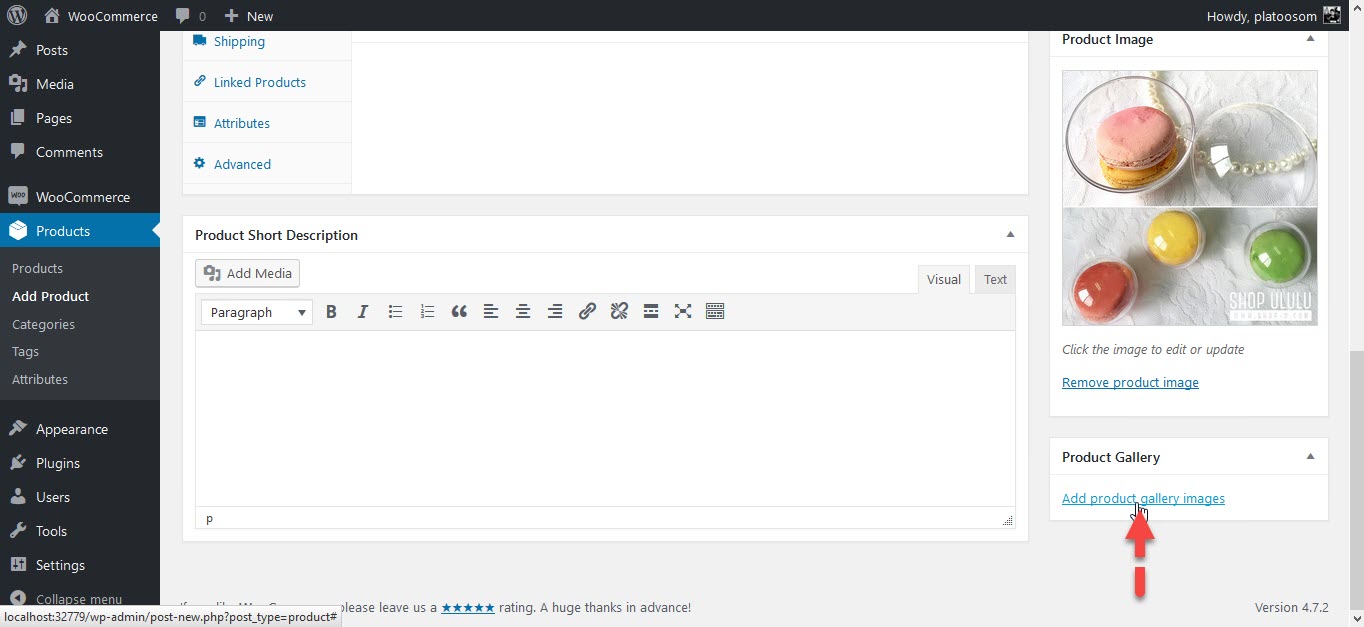 WooCommerce 0 New Howdy, platoosom
Posts
Media
Pages
Comments
WooCommerce
Products
Products
Add Product
Categories
Tags
Attributes
Appearance
Plugins
Users
Tools
Settings
Collapse menu
Shipping
Linked Products
Attributes
Advanced
Product Short Description
Add Media
Visual Text
Paragraph
p
Product Image
SHOP ULULU
Click the image to edit or update
Remove product image
Product Gallery
Add product gallery images
please leave us a ★★★★★ rating. A huge thanks in advance!
Version 4.7.2
localhost:32779/wp-admin/post-new.php?post_type=product#